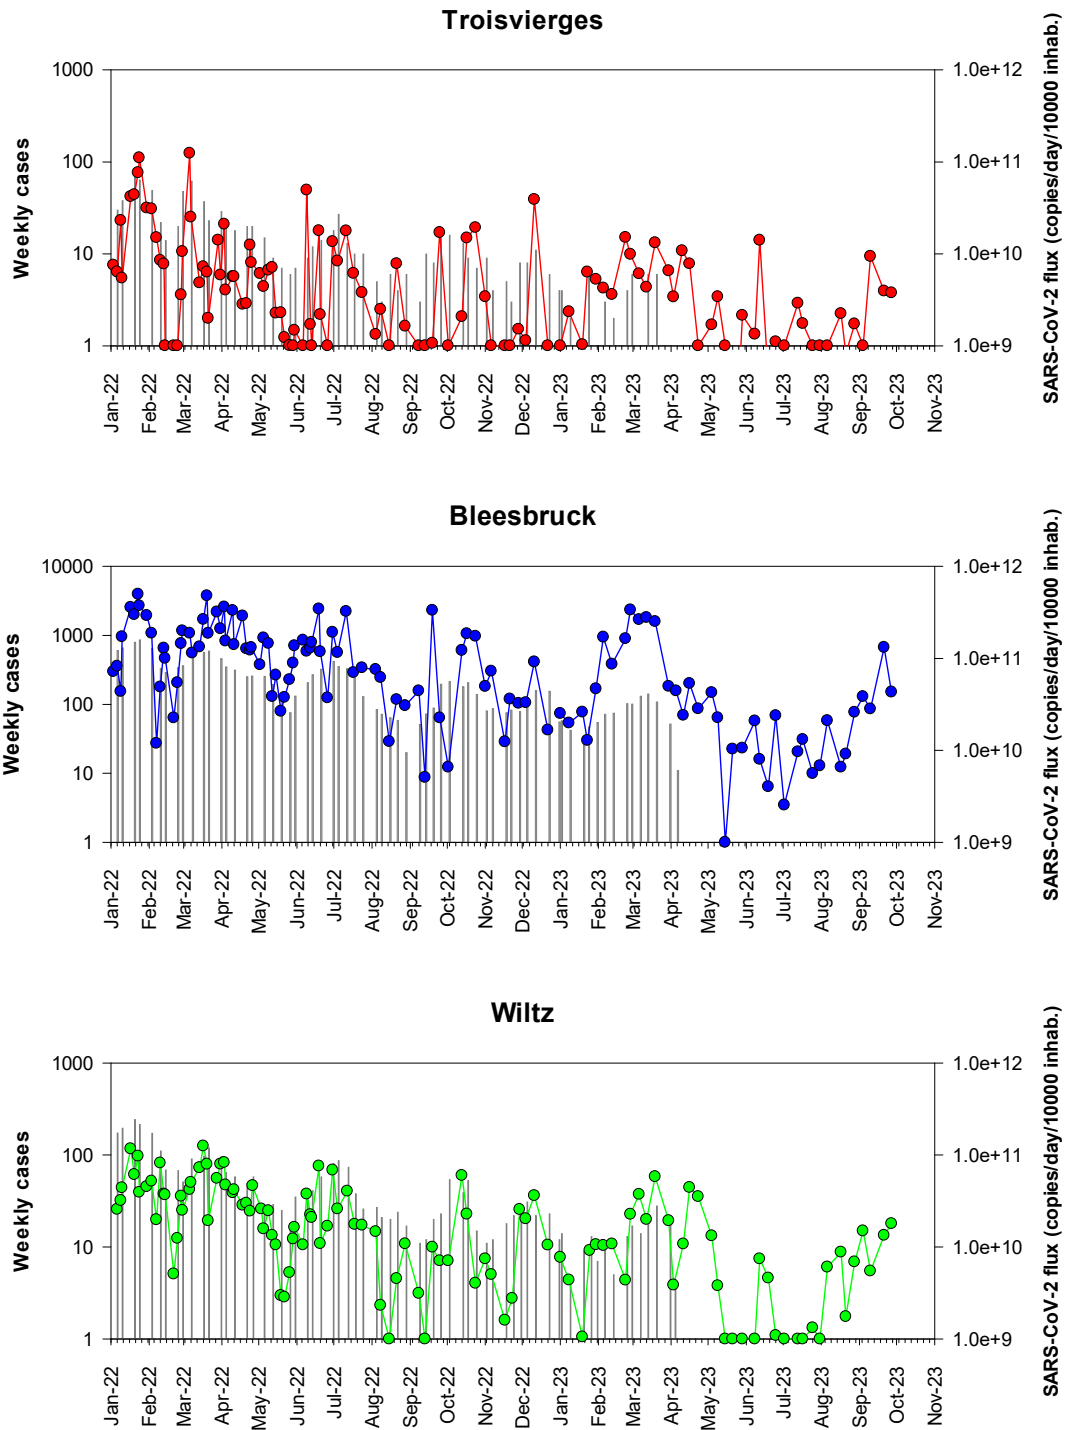 Troisvierges
Weekly cases
1000
100
10
1
1.0e+12
1.0e+11
1.0e+10
1.0e+9
SARS-CoV-2 flux (copies/day/10000 inhab.)
Jan-22
Feb-22
Mar-22
Apr-22
May-22
Jun-22
Jul-22
Aug-22
Sep-22
Oct-22
Nov-22
Dec-22
Jan-23
Feb-23
Mar-23
Apr-23
May-23
Jun-23
Jul-23
Aug-23
Sep-23
Oct-23
Nov-23
Bleesbruck
Weekly cases
10000
1000
100
10
1
1.0e+12
1.0e+11
1.0e+10
1.0e+9
SARS-CoV-2 flux (copies/day/10000 inhab.)
Jan-22
Feb-22
Mar-22
Apr-22
May-22
Jun-22
Jul-22
Aug-22
Sep-22
Oct-22
Nov-22
Dec-22
Jan-23
Feb-23
Mar-23
Apr-23
May-23
Jun-23
Jul-23
Aug-23
Sep-23
Oct-23
Nov-23
Wiltz
Weekly cases
1000
100
10
1
1.0e+12
1.0e+11
1.0e+10
1.0e+9
SARS-CoV-2 flux (copies/day/10000 inhab.)
Jan-22
Feb-22
Mar-22
Apr-22
May-22
Jun-22
Jul-22
Aug-22
Sep-22
Oct-22
Nov-22
Dec-22
Jan-23
Feb-23
Mar-23
Apr-23
May-23
Jun-23
Jul-23
Aug-23
Sep-23
Oct-23
Nov-23